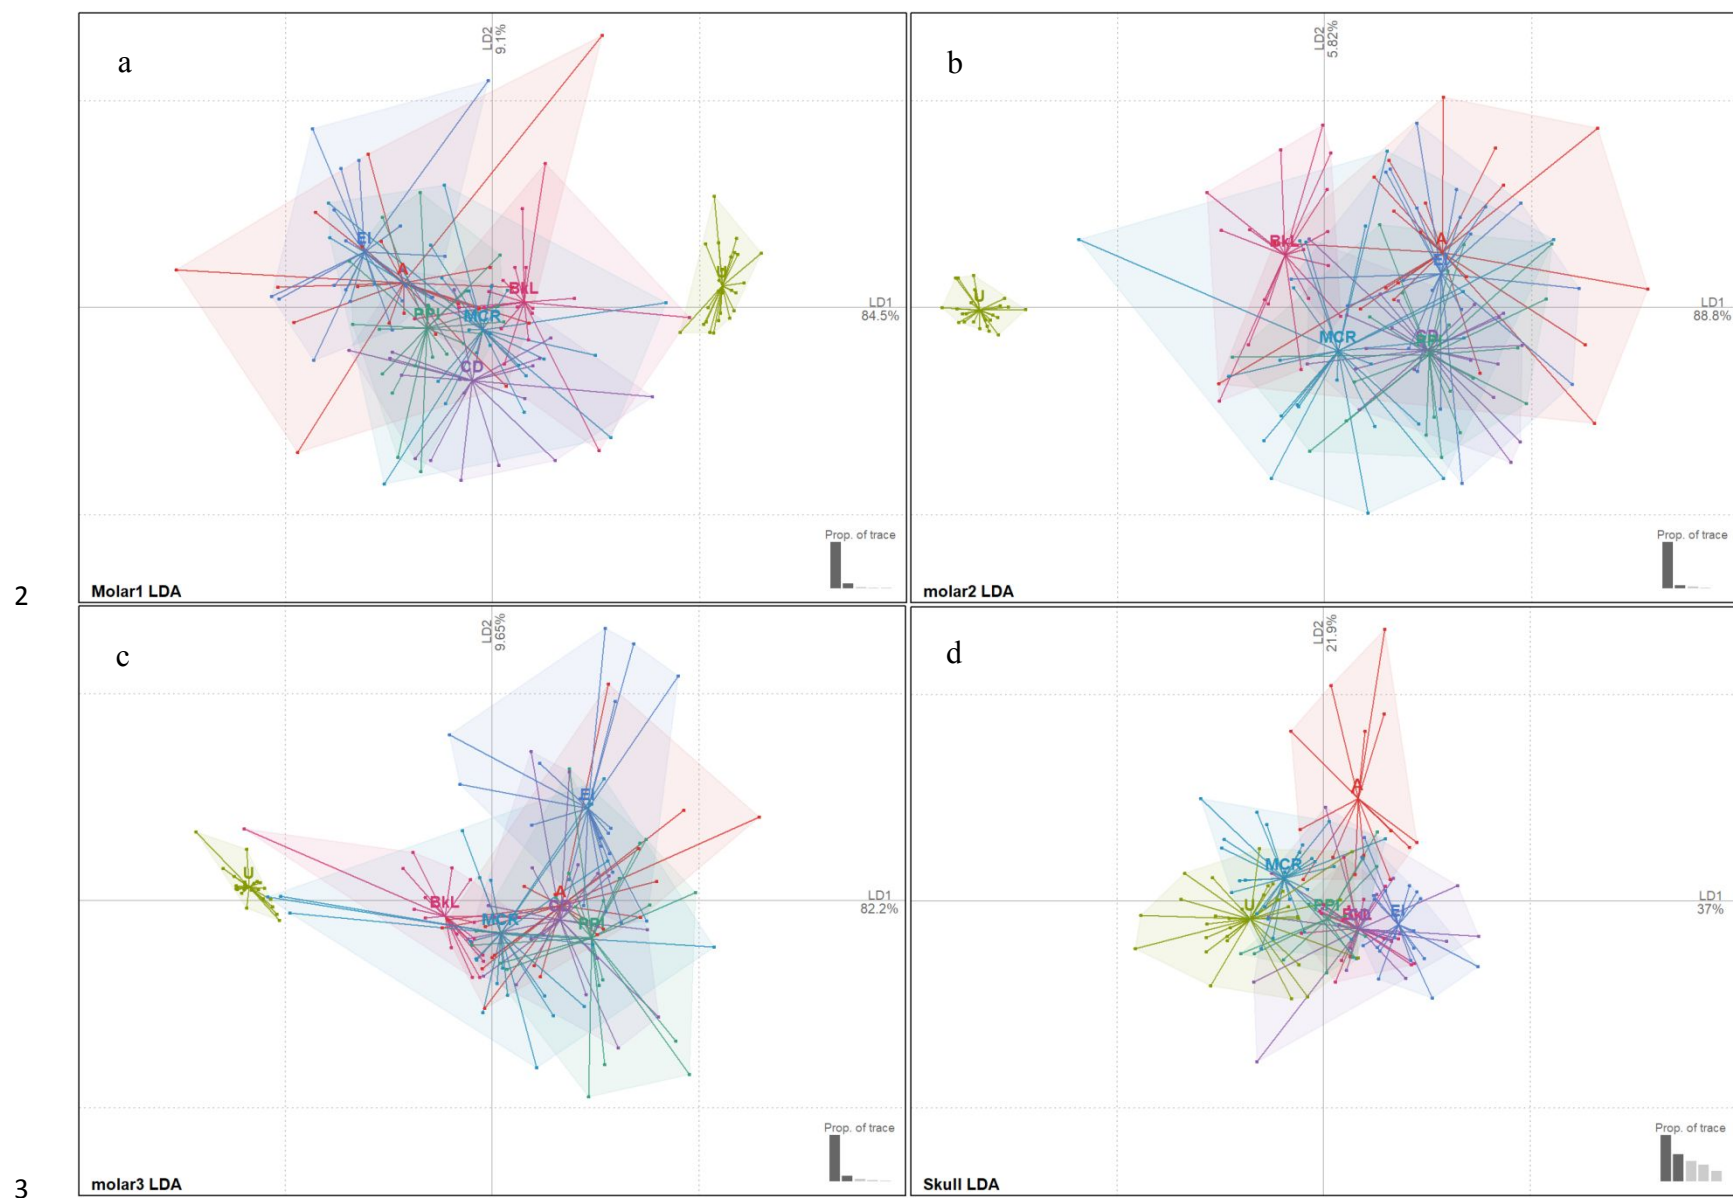 a
LD2
9.1%
EI
A
BkL
PPI
MCR
CD
U
LD1
84.5%
Prop. of trace
Molar1 LDA
b
LD2
5.82%
BkL
A
EI
U
MCR
LD1
88.8%
Prop. of trace
molar2 LDA
2
c
LD2
9.65%
EI
U
BkL
A
MCR
PPI
LD1
82.2%
Prop. of trace
molar3 LDA
d
LD2
21.9%
A
MCR
U
PPI
BkL
EI
LD1
37%
Prop. of trace
Skull LDA
3